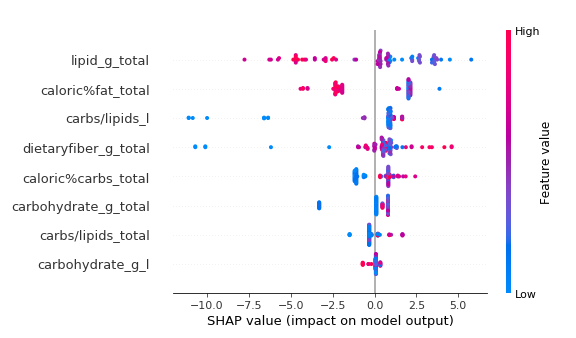 High
lipid_g_total
caloric%fat_total
carbs/lipids_l
dietaryfiber_g_total
caloric%carbs_total
carbohydrate_g_total
carbs/lipids_total
carbohydrate_g_l
Feature value
Low
−10.0 −7.5 −5.0 −2.5 0.0 2.5 5.0
SHAP value (impact on model output)